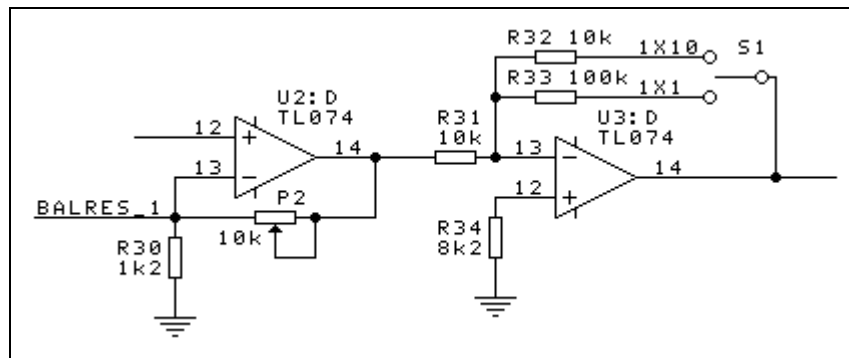 R32 10k
1X10
S1
R33 100k
1X1
U2:D
TL074
R31
10k
U3:D
TL074
12
+
14
13
-
13
-
14
12
+
BALRES_1
P2
10k
R30
1k2
R34
8k2